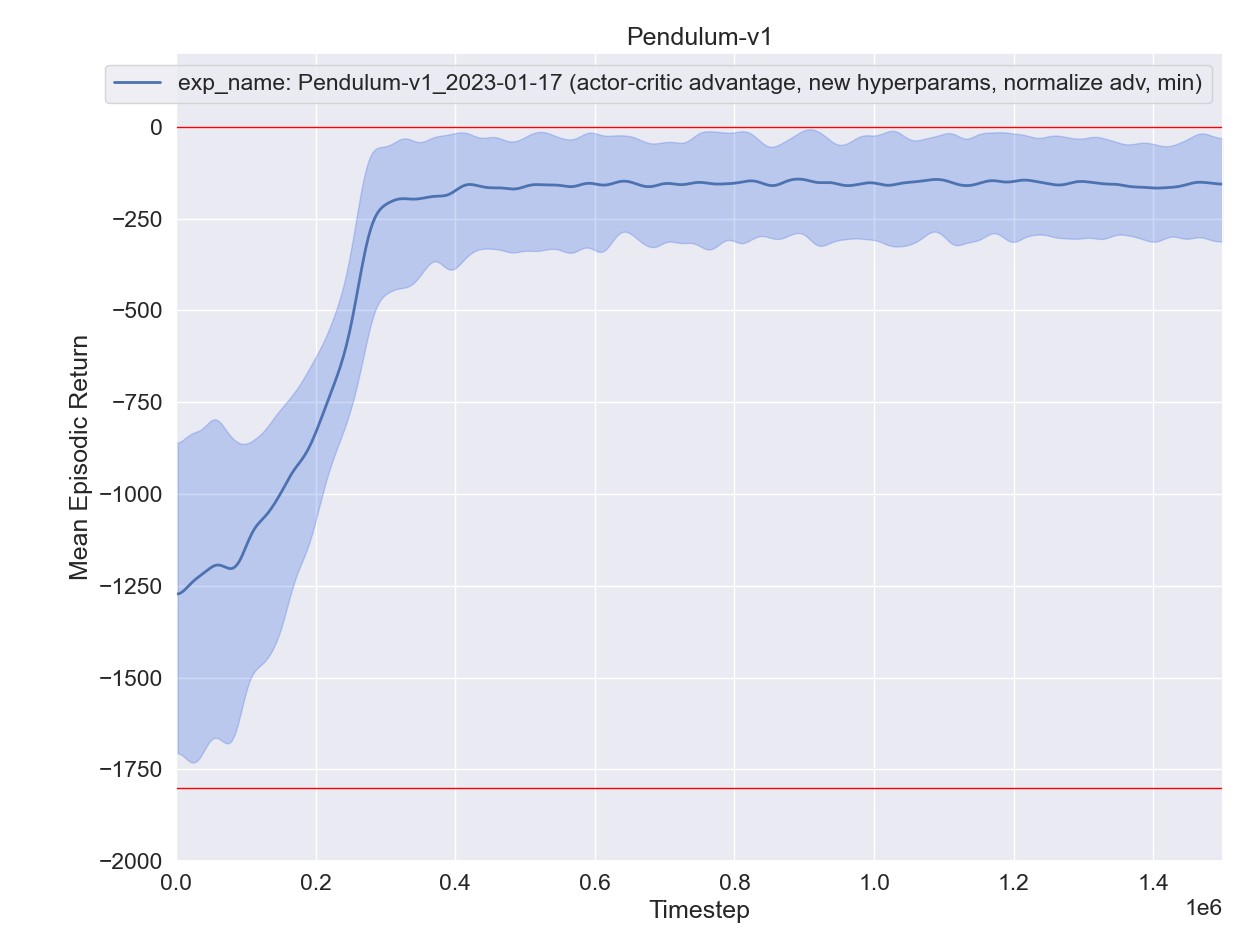 Pendulum-v1
exp_name: Pendulum-v1_2023-01-17 (actor-critic advantage, new hyperparams, normalize adv, min)
0
−250
−500
−750
−1000
−1250
−1500
−1750
−2000
Mean Episodic Return
0.0 0.2 0.4 0.6 0.8 1.0 1.2 1.4
1e6
Timestep